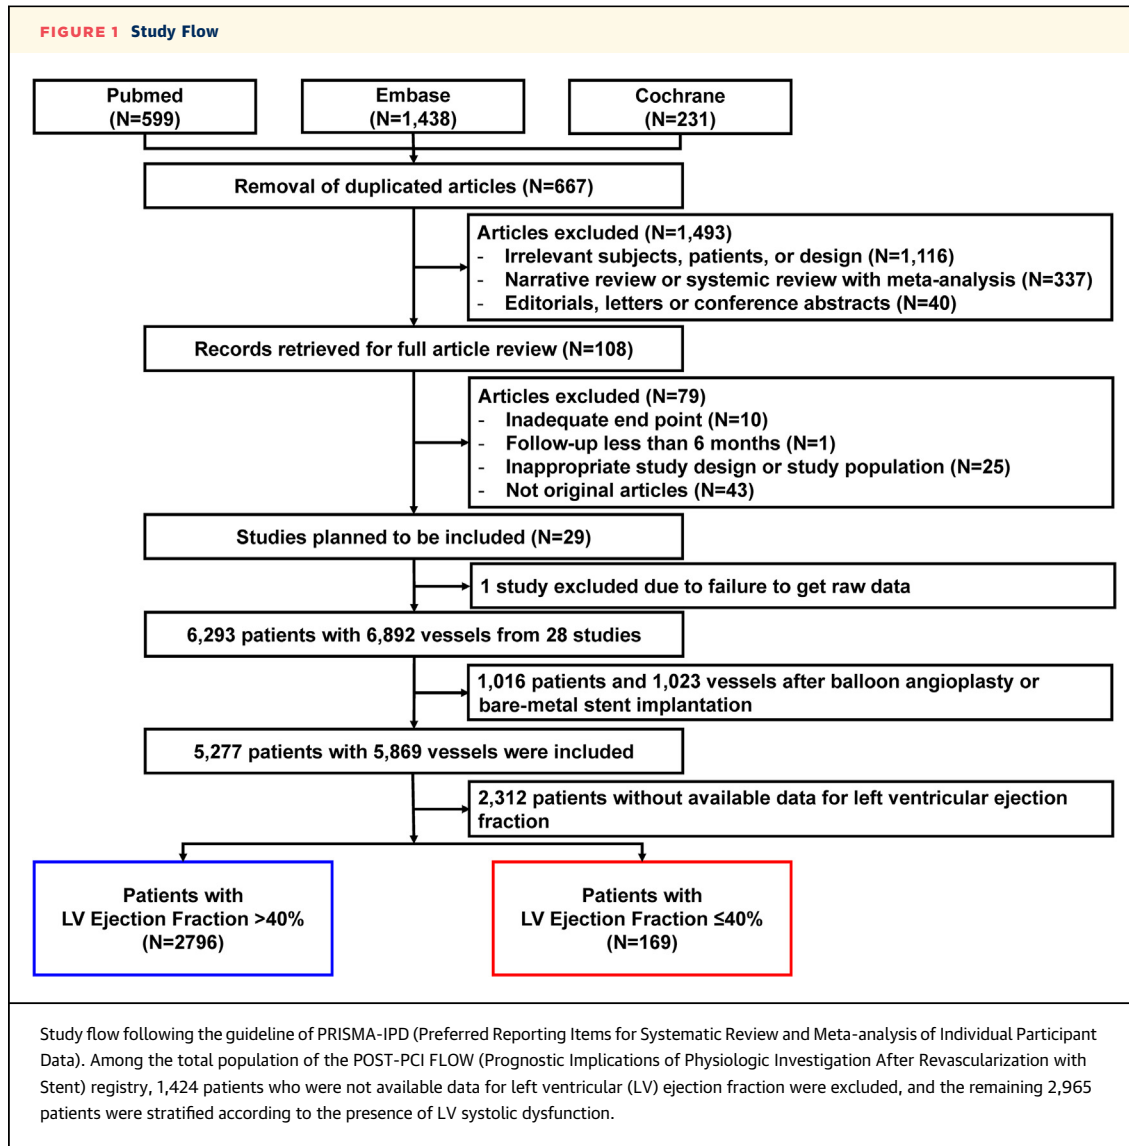 FIGURE 1 Study Flow
Pubmed
(N=599)
Embase
(N=1,438)
Cochrane
(N=231)
Removal of duplicated articles (N=667)
Articles excluded (N=1,493)
- Irrelevant subjects, patients, or design (N=1,116)
- Narrative review or systemic review with meta-analysis (N=337)
- Editorials, letters or conference abstracts (N=40)
Records retrieved for full article review (N=108)
Articles excluded (N=79)
- Inadequate end point (N=10)
- Follow-up less than 6 months (N=1)
- Inappropriate study design or study population (N=25)
- Not original articles (N=43)
Studies planned to be included (N=29)
1 study excluded due to failure to get raw data
6,293 patients with 6,892 vessels from 28 studies
1,016 patients and 1,023 vessels after balloon angioplasty or
bare-metal stent implantation
5,277 patients with 5,869 vessels were included
2,312 patients without available data for left ventricular ejection
fraction
Patients with
LV Ejection Fraction >40%
(N=2796)
Patients with
LV Ejection Fraction ≤40%
(N=169)
Study flow following the guideline of PRISMA-IPD (Preferred Reporting Items for Systematic Review and Meta-analysis of Individual Participant
Data). Among the total population of the POST-PCI FLOW (Prognostic Implications of Physiologic Investigation After Revascularization with
Stent) registry, 1,424 patients who were not available data for left ventricular (LV) ejection fraction were excluded, and the remaining 2,965
patients were stratified according to the presence of LV systolic dysfunction.